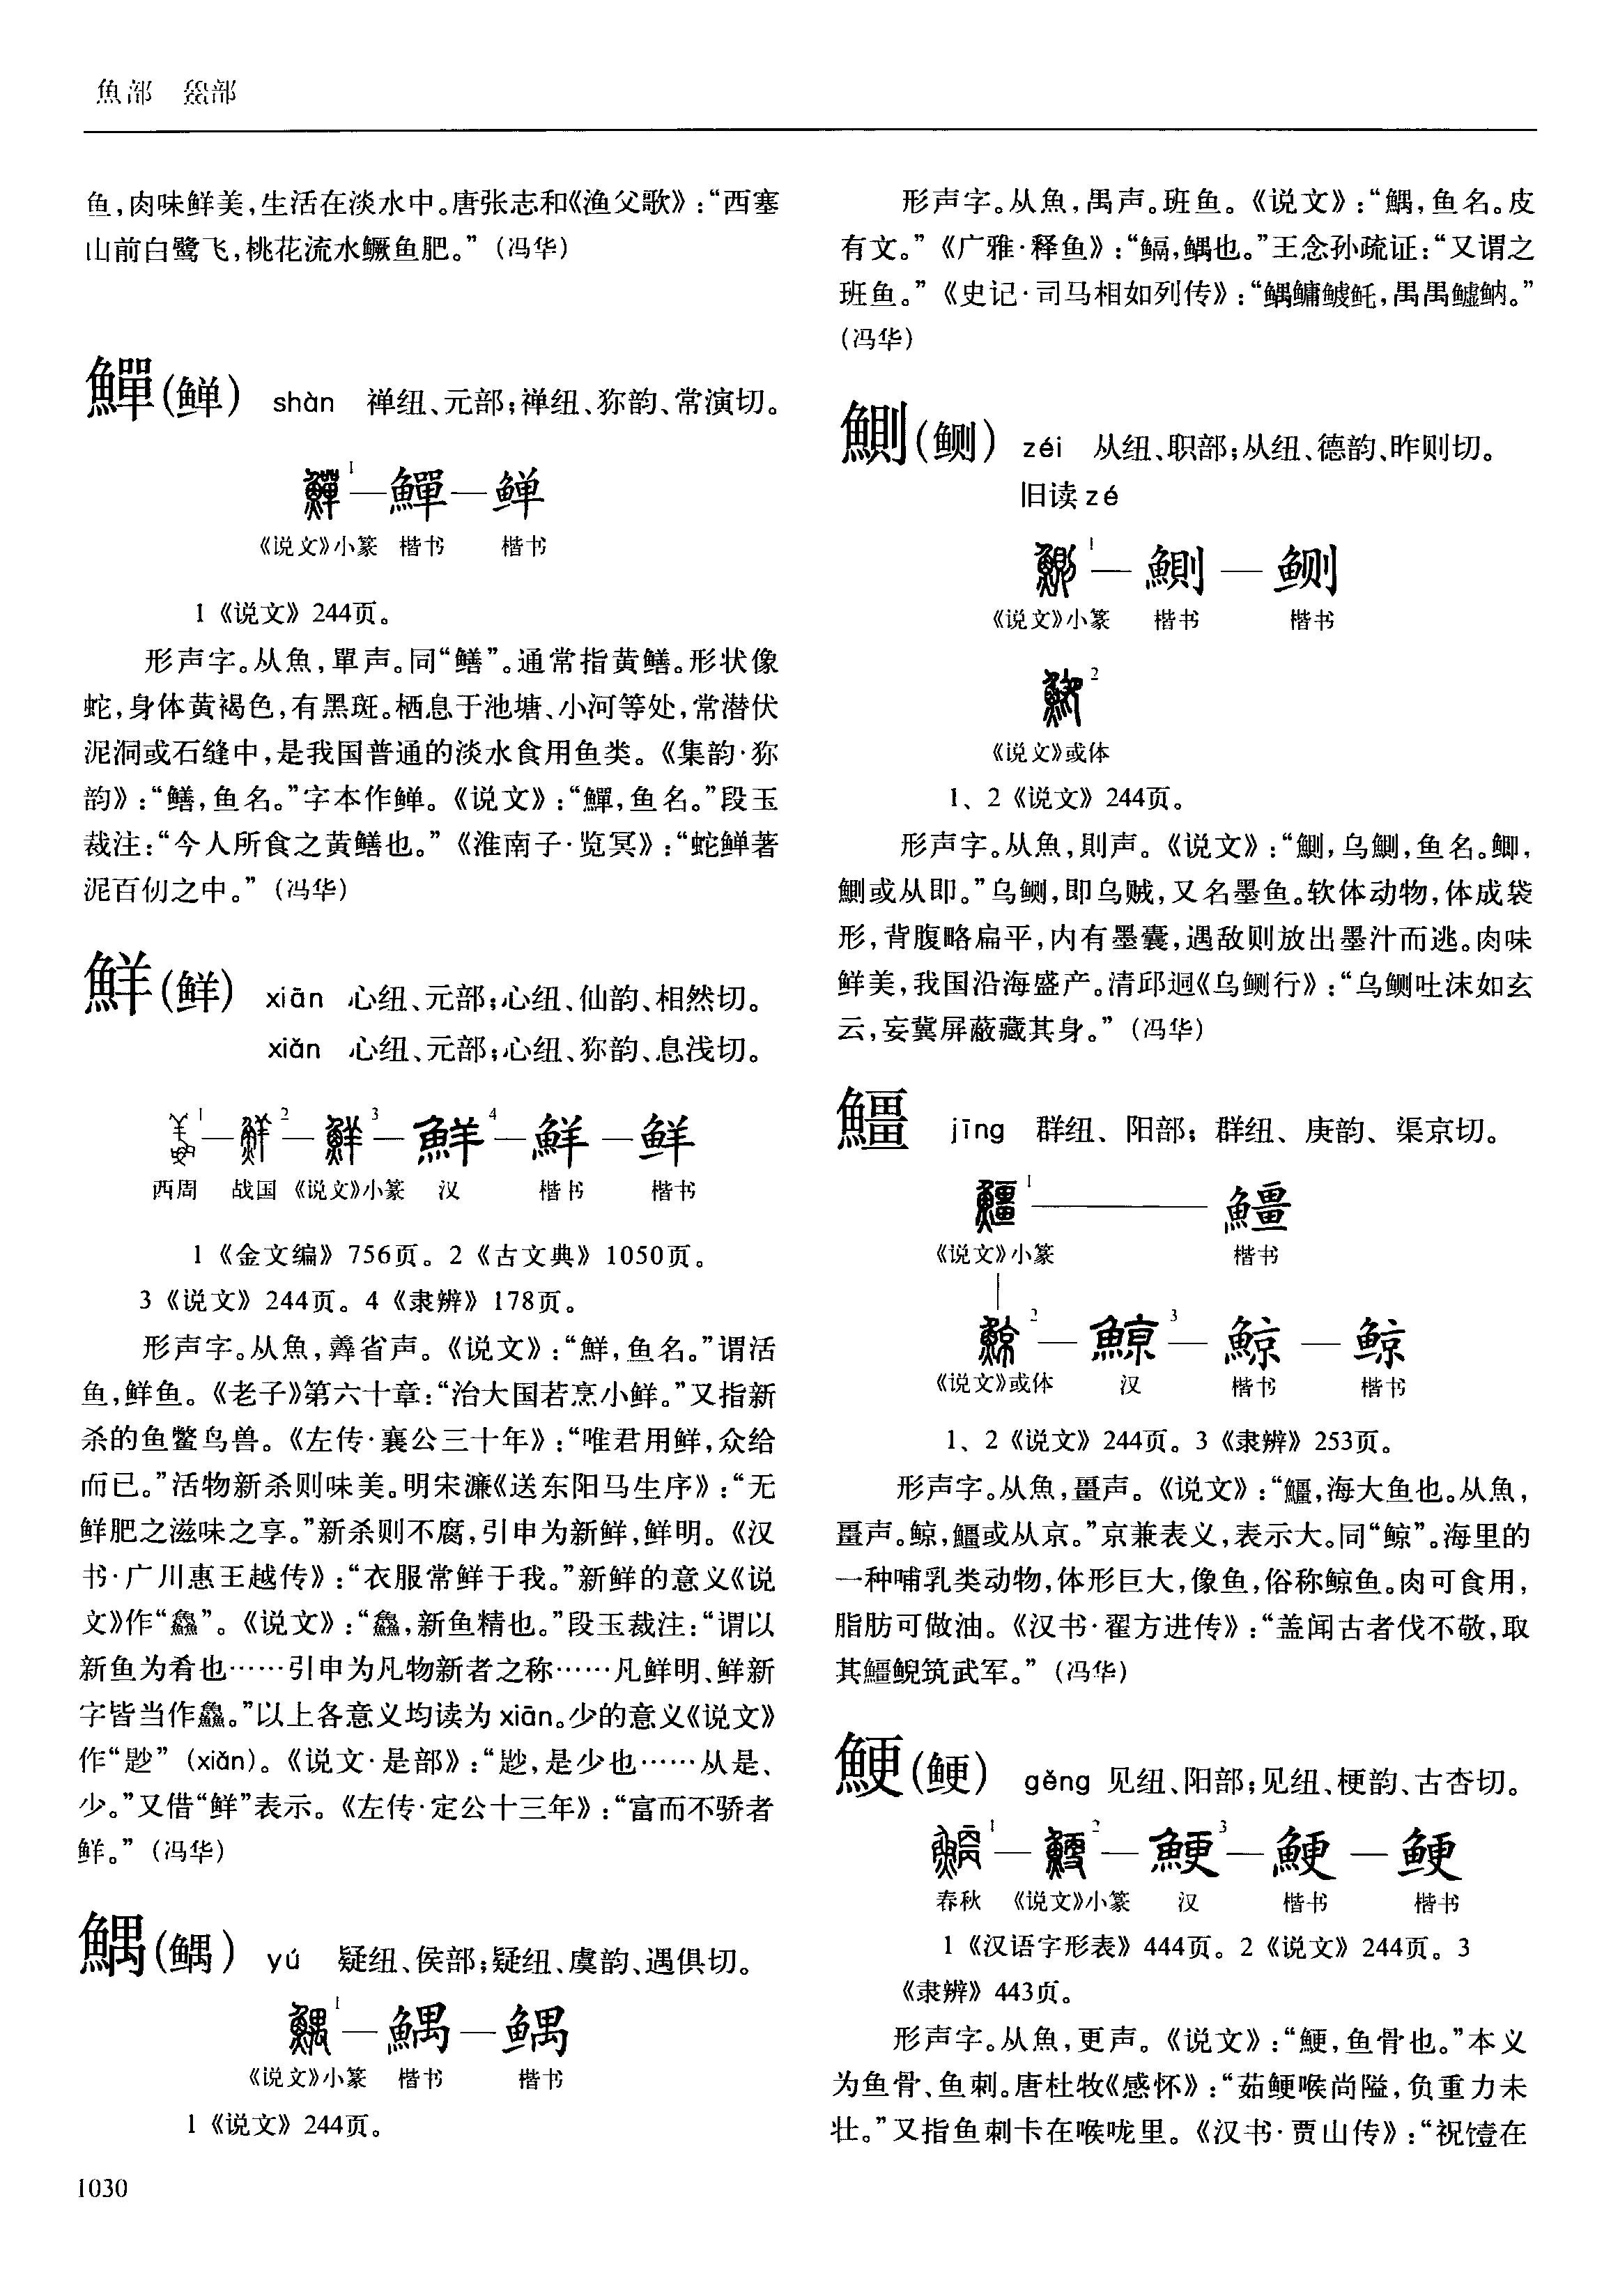 魚部　䲆部
鱼,肉味鲜美,生活在淡水中。唐张志和《渔父歌》:“西塞
山前白鹭飞,桃花流水鳜鱼肥。”(冯华)
鱓(鳝) shàn 禅纽、元部;禅纽、狝韵、常演切。
1—鱓—
《说文》小篆 楷书 楷书
1《说文》244页。
形声字。从魚,單声。同“鳝”。通常指黄鳝。形状像
蛇,身体黄褐色,有黑斑。栖息于池塘、小河等处,常潜伏
泥洞或石缝中,是我国普通的淡水食用鱼类。《集韵·狝
韵》:“鳝,鱼名。”字本作。《说文》:“鱓,鱼名。”段玉
裁注:“今人所食之黄鳝也。”《淮南子·览冥》:“蛇著
泥百仞之中。”(冯华)
鮮(鲜) xiān 心纽、元部;心纽、仙韵、相然切。
xiǎn 心纽、元部;心纽、狝韵、息浅切。
1—2—鮮3—鮮4—鮮—鲜
西周 战国 《说文》小篆 汉 楷书 楷书
1《金文编》756页。2《古文典》1050页。
3《说文》244页。4《隶辨》178页。
形声字。从魚,羴省声。《说文》:“鮮,鱼名。”谓活
鱼,鲜鱼。《老子》第六十章:“治大国若烹小鲜。”又指新
杀的鱼鳖鸟兽。《左传·襄公三十年》:“唯君用鲜,众给
而已。”活物新杀则味美。明宋濂《送东阳马生序》:“无
鲜肥之滋味之享。”新杀则不腐,引申为新鲜,鲜明。《汉
书·广川惠王越传》:“衣服常鲜于我。”新鲜的意义《说
文》作“鱻”。《说文》:“鱻,新鱼精也。”段玉裁注:“谓以
新鱼为肴也……引申为凡物新者之称……凡鲜明、鲜新
字皆当作鱻。”以上各意义均读为xiān。少的意义《说文》
作“尟”(xiǎn)。《说文·是部》:“尟,是少也……从是、
少。”又借“鲜”表示。《左传·定公十三年》:“富而不骄者
鲜。”(冯华)
鰅(𫚥) yú 疑纽、侯部;疑纽、虞韵、遇俱切。
鰅1—鰅—
《说文》小篆 楷书 楷书
1《说文》244页。
1030
形声字。从魚,禺声。班鱼。《说文》:“鰅,鱼名。皮
有文。”《广雅·释鱼》:“,鰅也。”王念孙疏证:“又谓之
班鱼。”《史记·司马相如列传》:“鰅鳙鰬魠,禺禺鱋魶。”
(冯华)
鰂(鲗) zéi 从纽、职部;从纽、德韵、昨则切。
旧读zé
鰂1—鰂—鲗
《说文》小篆 楷书 楷书
鯽2
《说文》或体
1、2《说文》244页。
形声字。从魚,則声。《说文》:“鰂,乌鰂,鱼名。鯽,
鰂或从即。”乌鲗,即乌贼,又名墨鱼。软体动物,体成袋
形,背腹略扁平,内有墨囊,遇敌则放出墨汁而逃。肉味
鲜美,我国沿海盛产。清邱迥《乌鲗行》:“乌鲗吐沫如玄
云,妄冀屏蔽藏其身。”(冯华)
䲔 jīng 群纽、阳部;群纽、庚韵、渠京切。
䲔1—䲔
《说文》小篆 楷书
鯨2—鯨3—鯨—鲸
《说文》或体 汉 楷书 楷书
1、2《说文》244页。3《隶辨》253页。
形声字。从魚,畺声。《说文》:“䲔,海大鱼也。从魚,
畺声。鲸,䲔或从京。”京兼表义,表示大。同“鲸”。海里的
一种哺乳类动物,体形巨大,像鱼,俗称鲸鱼。肉可食用,
脂肪可做油。《汉书·翟方进传》:“盖闻古者伐不敬,取
其䲔鲵筑武军。”(冯华)
鯁(鲠) gěng 见纽、阳部;见纽、梗韵、古杏切。
1—鯁2—鯁3—鯁—鲠
春秋 《说文》小篆 汉 楷书 楷书
1《汉语字形表》444页。2《说文》244页。3
《隶辨》443页。
形声字。从魚,更声。《说文》:“鯁,鱼骨也。”本义
为鱼骨、鱼刺。唐杜牧《感怀》:“茹鲠喉尚隘,负重力未
壮。”又指鱼刺卡在喉咙里。《汉书·贾山传》:“祝饐在